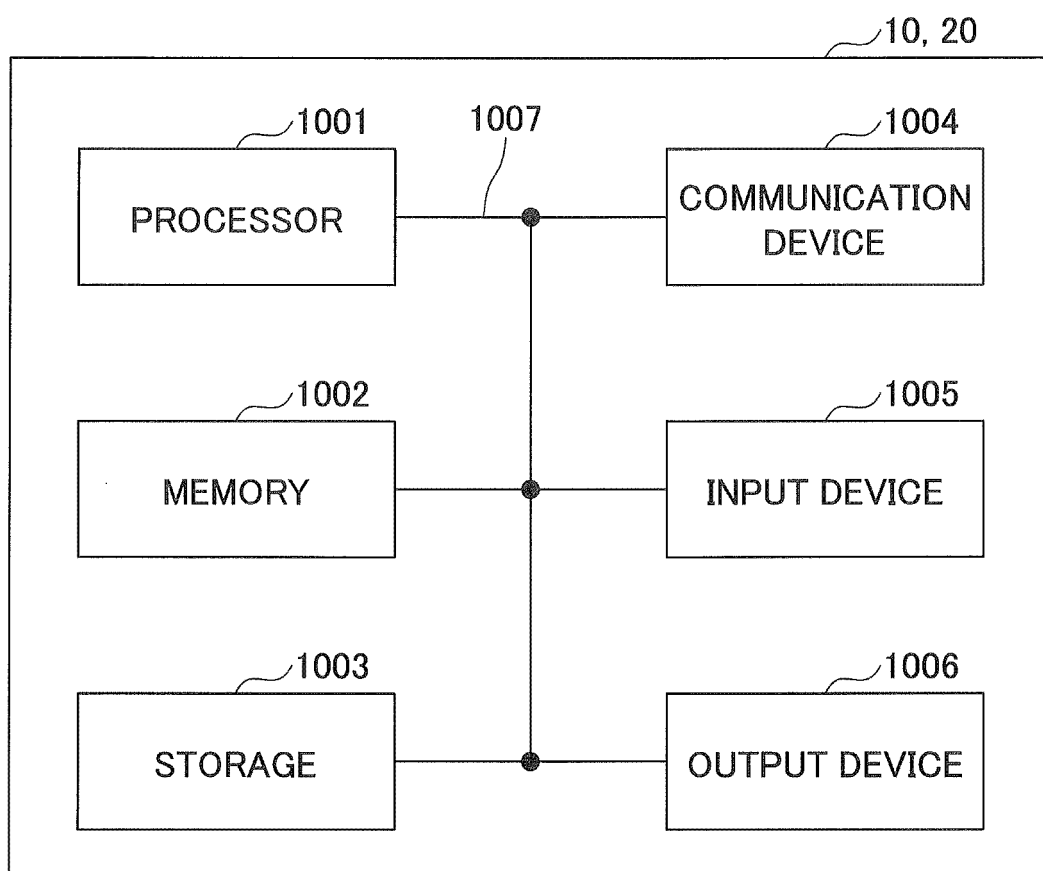 10, 20
1001
1007
1004
PROCESSOR
COMMUNICATION
DEVICE
1002
1005
MEMORY
INPUT DEVICE
1003
1006
STORAGE
OUTPUT DEVICE